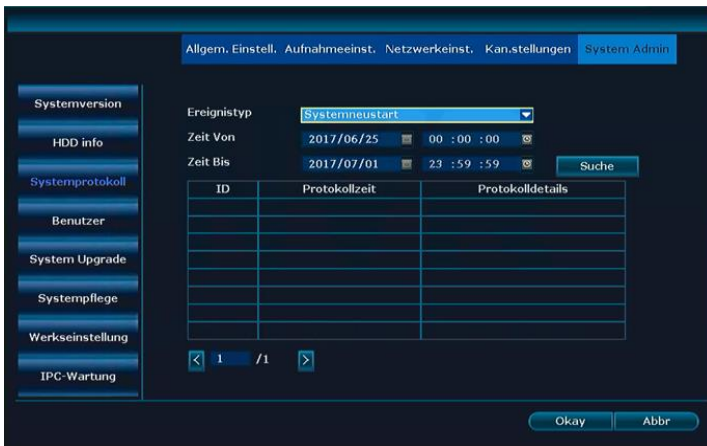 Allgem. Einstell. Aufnahmeeinst. Netzwerkeinst. Kan.stellungen System Admin
Systemversion
HDD info
Systemprotokoll
Benutzer
System Upgrade
Systempflege
Werkseinstellung
IPC-Wartung
Ereignistyp Systemneustart
Zeit Von 2017/06/25 00 :00 :00
Zeit Bis 2017/07/01 23 :59 :59 Suche
ID Protokollzeit Protokolldetails
< 1 /1 >
Okay Abbr